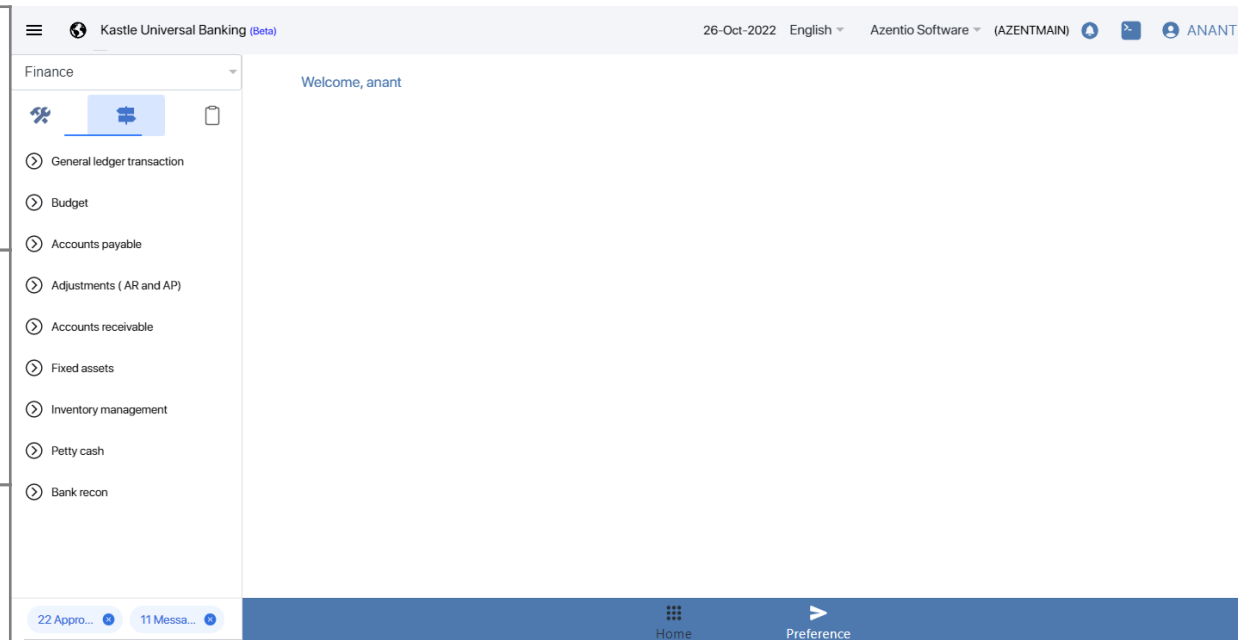 Kastle Universal Banking (Beta) 26-Oct-2022 English Azentio Software (AZENTMAIN) ANANT
Finance
Welcome, anant
General ledger transaction
Budget
Accounts payable
Adjustments ( AR and AP)
Accounts receivable
Fixed assets
Inventory management
Petty cash
Bank recon
22 Appro... 11 Messa...
Home Preference